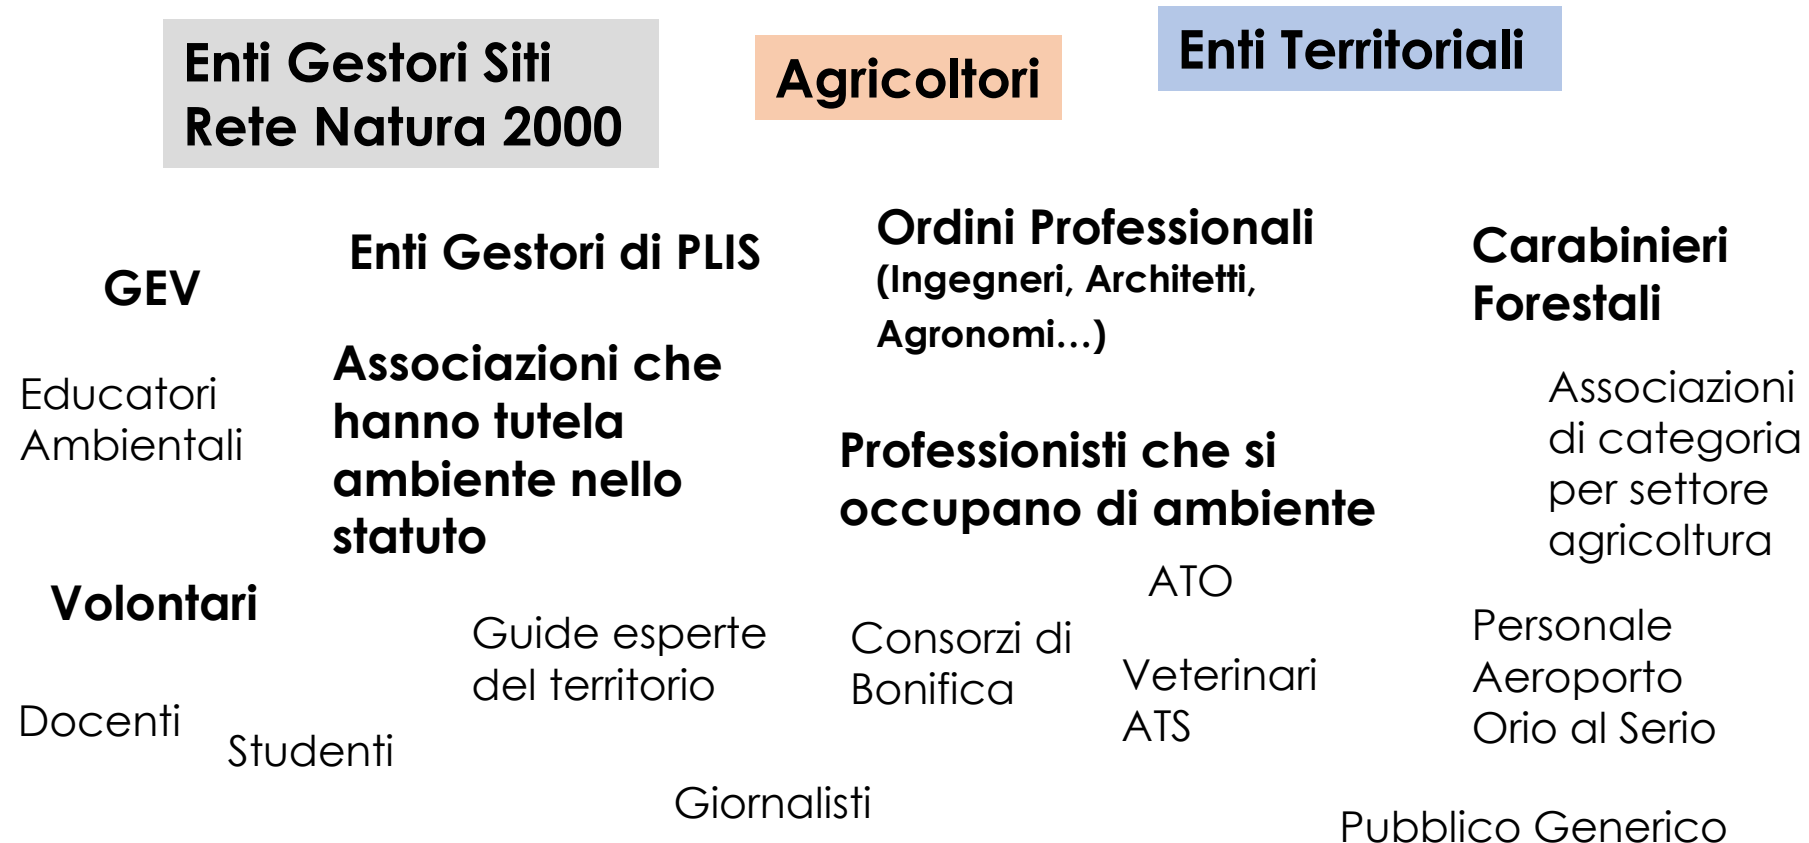 Enti Gestori Siti
Rete Natura 2000
Agricoltori
Enti Territoriali
GEV
Enti Gestori di PLIS
Ordini Professionali
(Ingegneri, Architetti,
Agronomi...)
Carabinieri
Forestali
Educatori
Ambientali
Associazioni che
hanno tutela
ambiente nello
statuto
Professionisti che si
occupano di ambiente
Associazioni
di categoria
per settore
agricoltura
Volontari
Guide esperte
del territorio
Consorzi di
Bonifica
ATO
Veterinari
ATS
Personale
Aeroporto
Orio al Serio
Docenti
Studenti
Giornalisti
Pubblico Generico